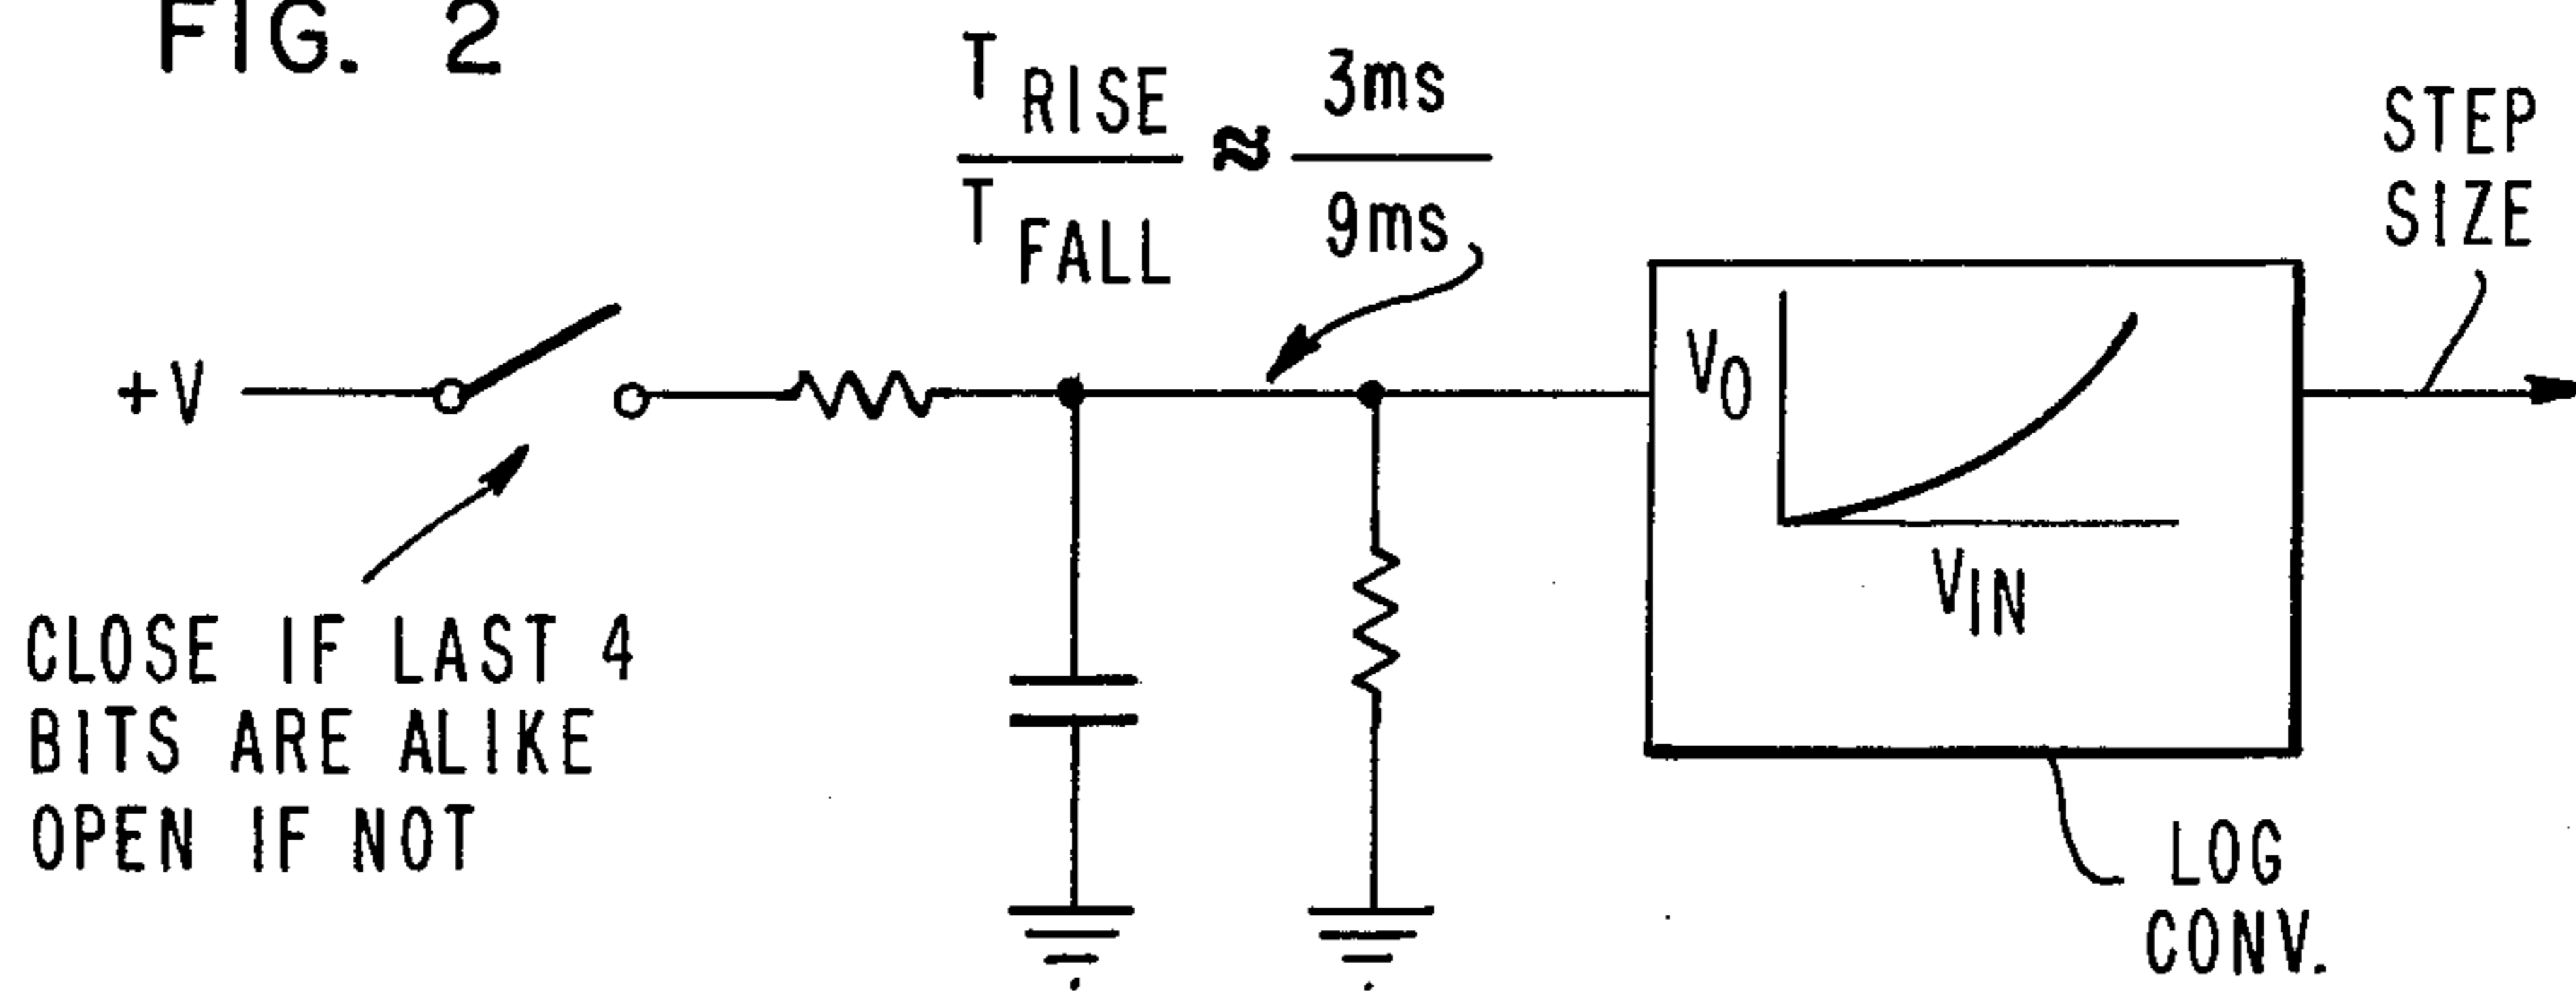 FIG. 2
T RISE
T FALL
≈
3ms
9ms
STEP
SIZE
+V
VO
VIN
CLOSE IF LAST 4
BITS ARE ALIKE
OPEN IF NOT
LOG
CONV.